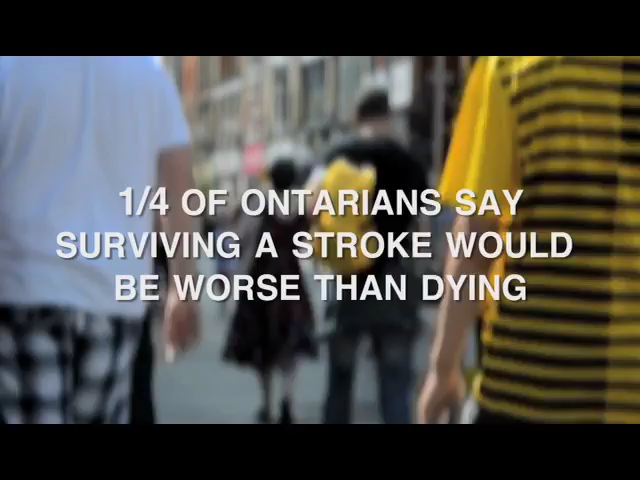 1/4 OF ONTARIANS SAY
SURVIVING A STROKE WOULD
BE WORSE THAN DYING